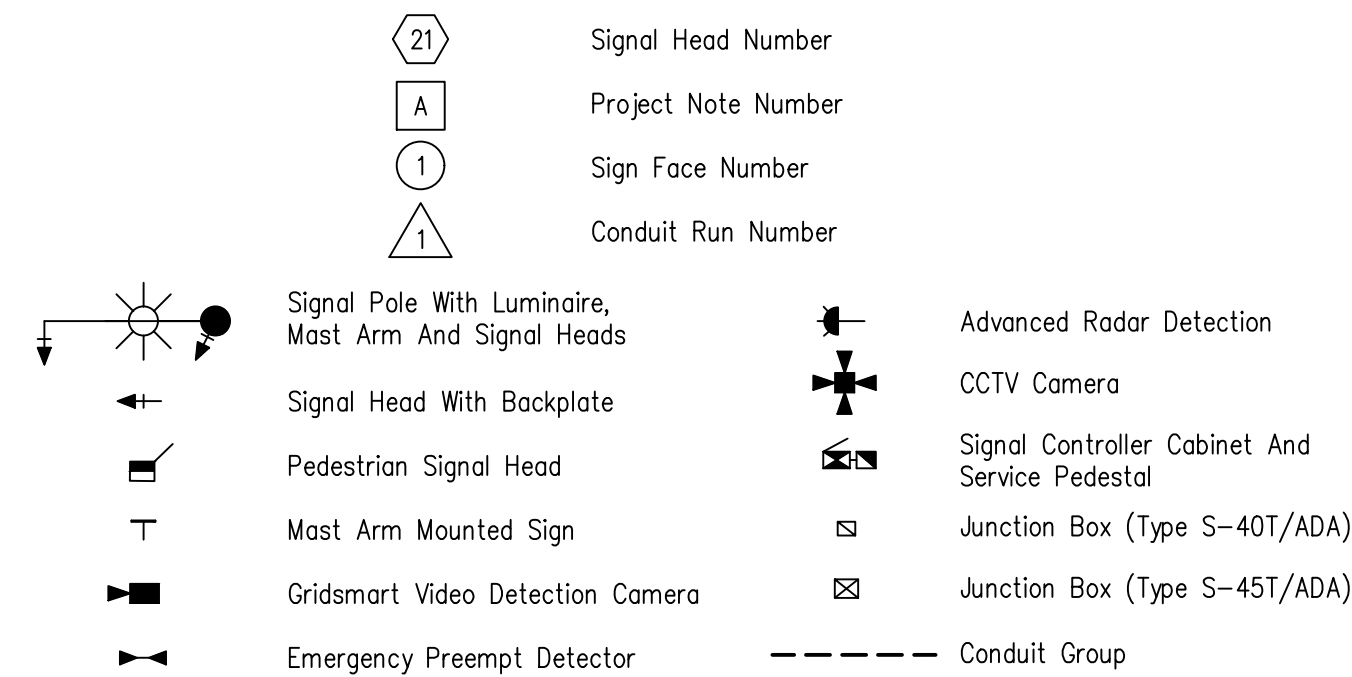 21 Signal Head Number
A Project Note Number
1 Sign Face Number
1 Conduit Run Number
Signal Pole With Luminaire,
Mast Arm And Signal Heads
Signal Head With Backplate
Pedestrian Signal Head
Mast Arm Mounted Sign
Gridsmart Video Detection Camera
Emergency Preempt Detector
Advanced Radar Detection
CCTV Camera
Signal Controller Cabinet And
Service Pedestal
Junction Box (Type S-40T/ADA)
Junction Box (Type S-45T/ADA)
Conduit Group